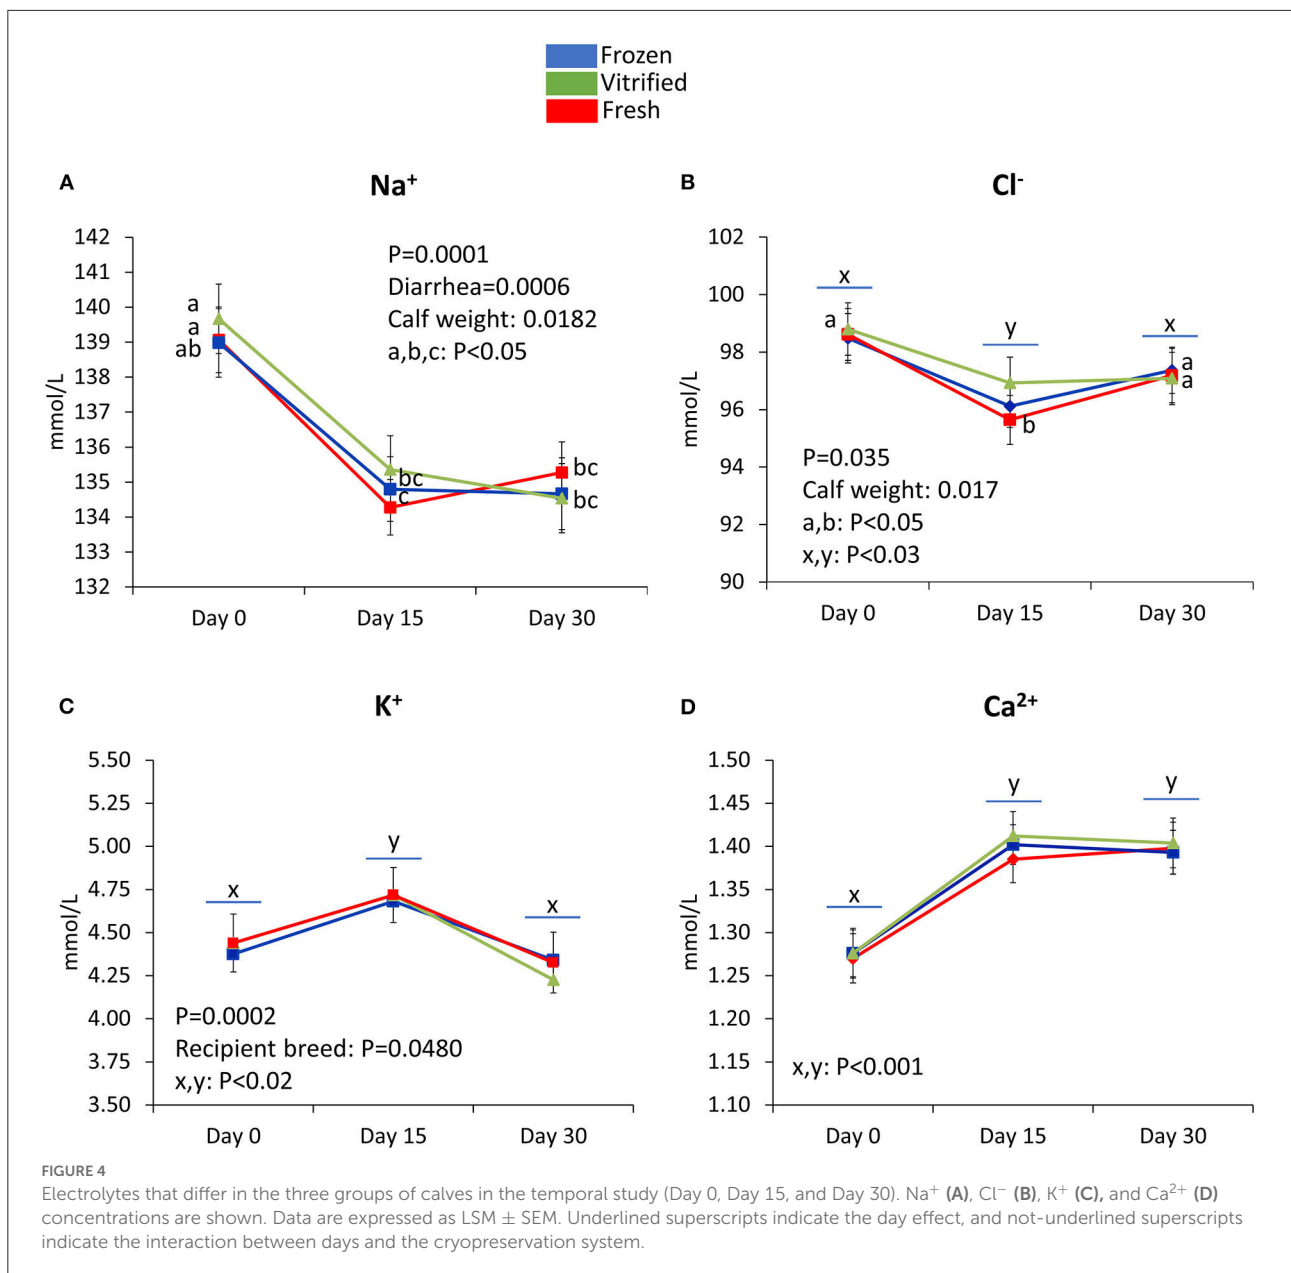 Frozen
Vitrified
Fresh
A
Na⁺
142
141
140
139
138
137
136
135
134
133
132
mmol/L
P=0.0001
Diarrhea=0.0006
Calf weight: 0.0182
a,b,c: P<0.05
a
a
ab
bc
c
bc
bc
Day 0 Day 15 Day 30
B
Cl⁻
102
100
98
96
94
92
90
mmol/L
x
y
x
a
b
a
a
P=0.035
Calf weight: 0.017
a,b: P<0.05
x,y: P<0.03
Day 0 Day 15 Day 30
C
K⁺
5.50
5.25
5.00
4.75
4.50
4.25
4.00
3.75
3.50
mmol/L
x
y
x
P=0.0002
Recipient breed: P=0.0480
x,y: P<0.02
Day 0 Day 15 Day 30
D
Ca²⁺
1.50
1.45
1.40
1.35
1.30
1.25
1.20
1.15
1.10
mmol/L
x
y
y
x,y: P<0.001
Day 0 Day 15 Day 30
FIGURE 4
Electrolytes that differ in the three groups of calves in the temporal study (Day 0, Day 15, and Day 30). Na⁺ (A), Cl⁻ (B), K⁺ (C), and Ca²⁺ (D)
concentrations are shown. Data are expressed as LSM ± SEM. Underlined superscripts indicate the day effect, and not-underlined superscripts
indicate the interaction between days and the cryopreservation system.